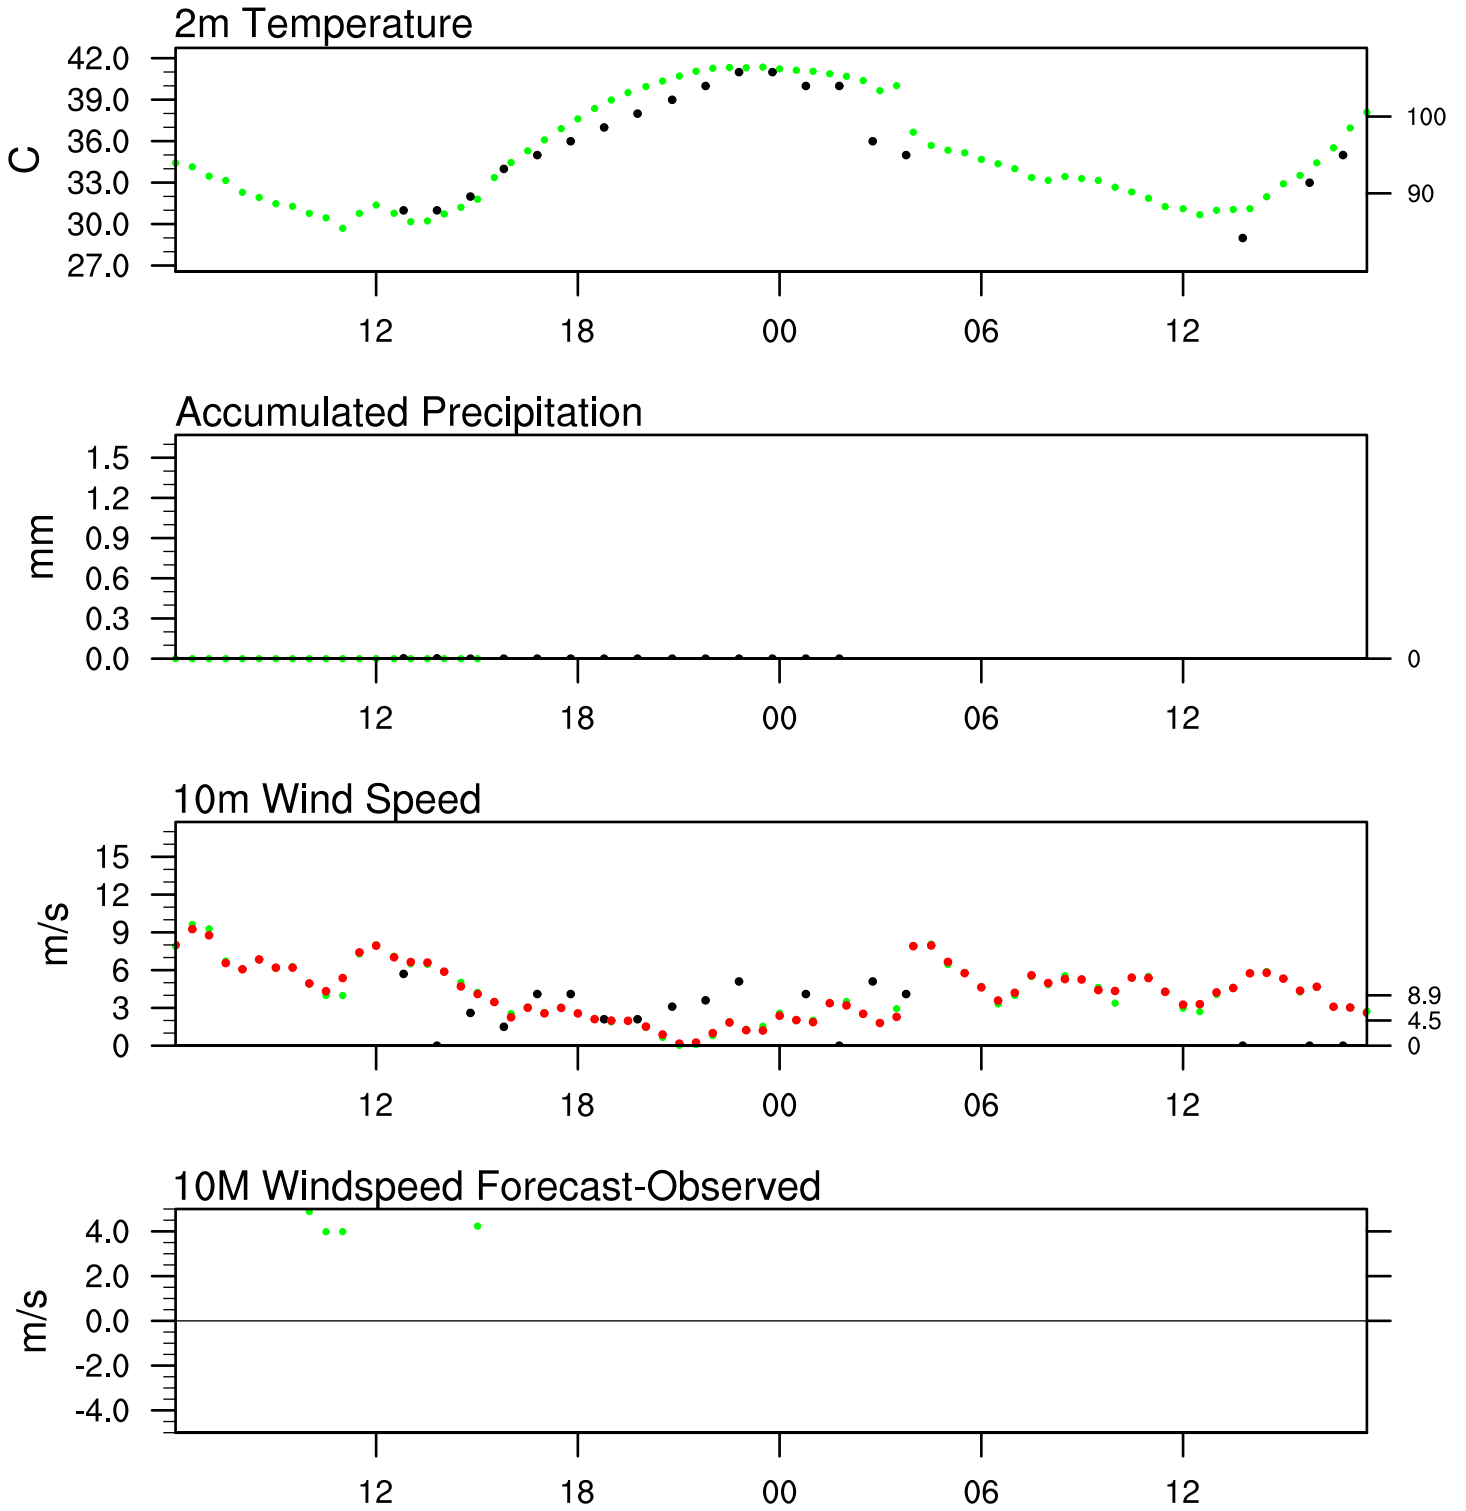 2m Temperature
42.0
39.0
36.0
33.0
30.0
27.0
C
100
90
12 18 00 06 12
Accumulated Precipitation
1.5
1.2
0.9
0.6
0.3
0.0
mm
0
12 18 00 06 12
10m Wind Speed
15
12
9
6
3
0
m/s
8.9
4.5
0
12 18 00 06 12
10M Windspeed Forecast-Observed
4.0
2.0
0.0
-2.0
-4.0
m/s
12 18 00 06 12